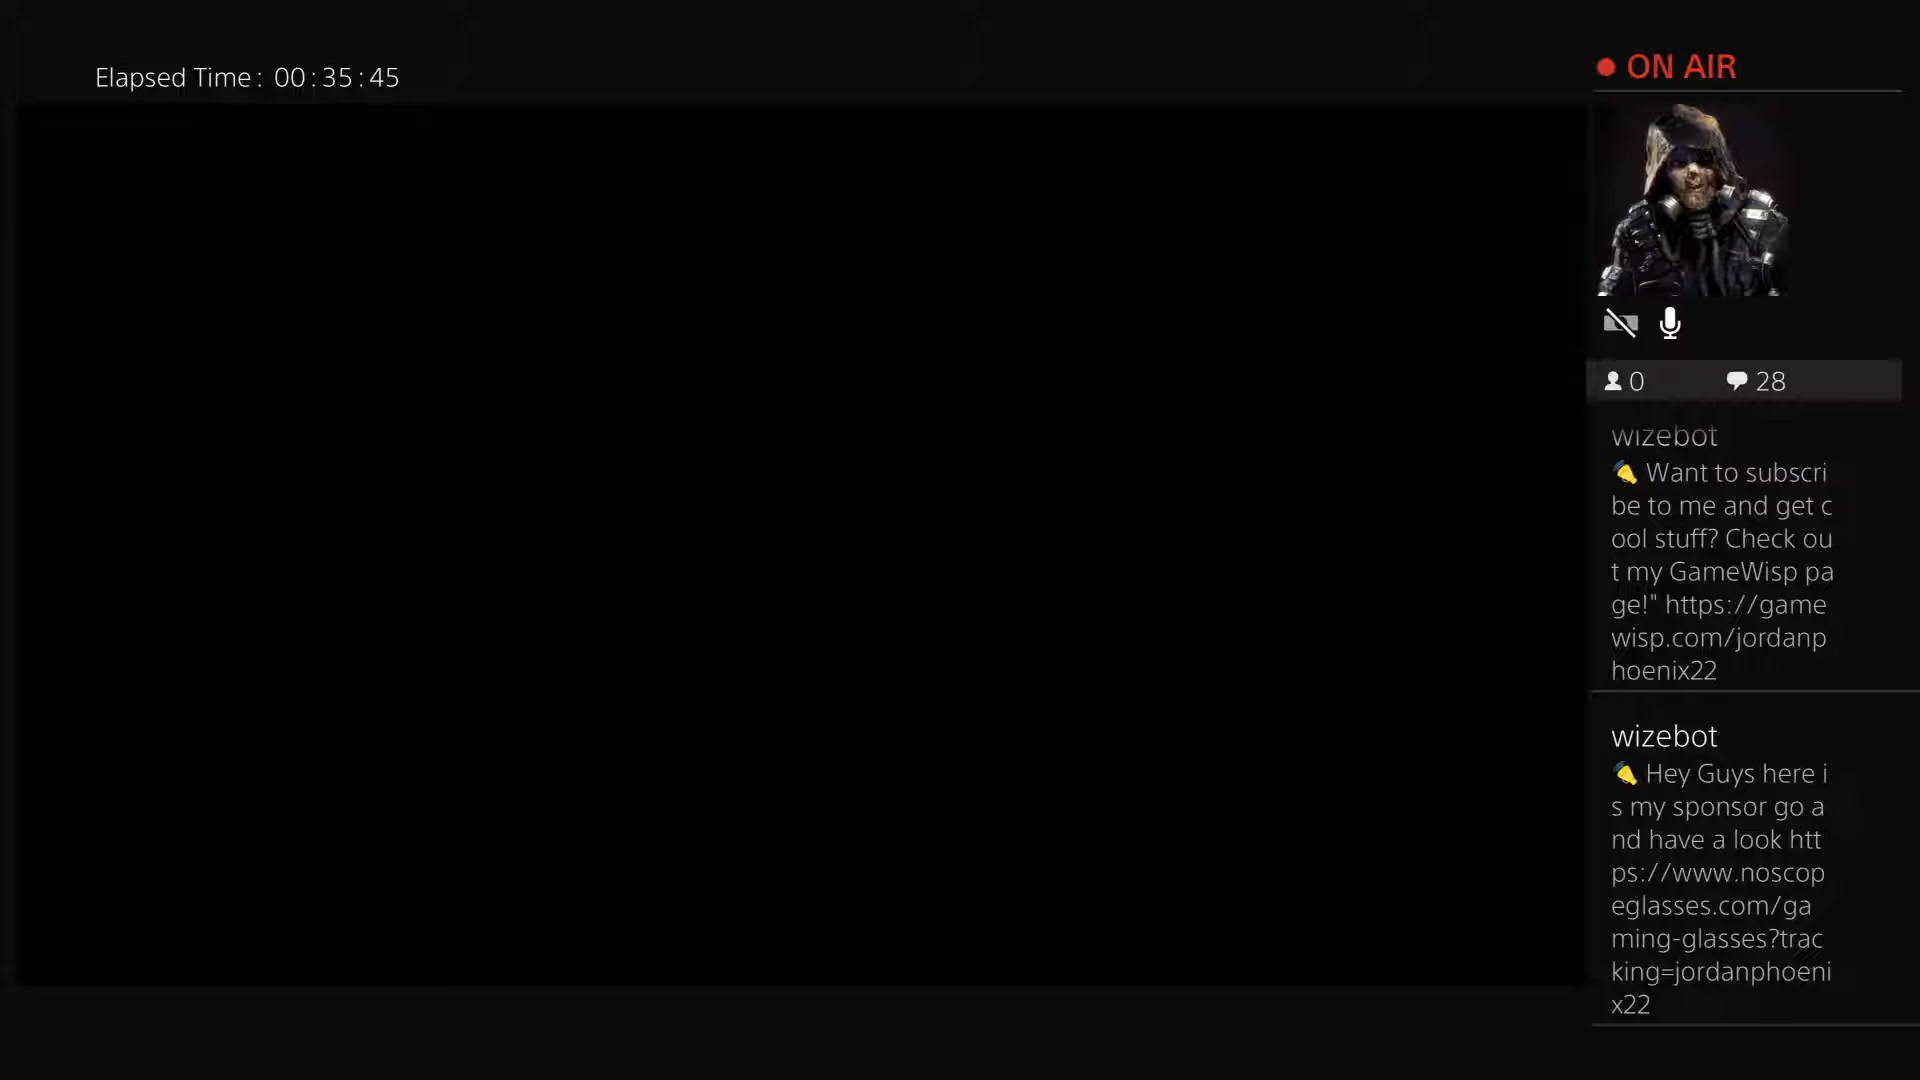 Elapsed Time: 00:35:45
ON AIR
0 28
wizebot
Want to subscri
be to me and get c
ool stuff? Check ou
t my GameWisp pa
ge!" https://game
wisp.com/jordanp
hoenix22
wizebot
Hey Guys here i
s my sponsor go a
nd have a look htt
ps://www.noscop
eglasses.com/ga
ming-glasses?trac
king=jordanphoeni
x22